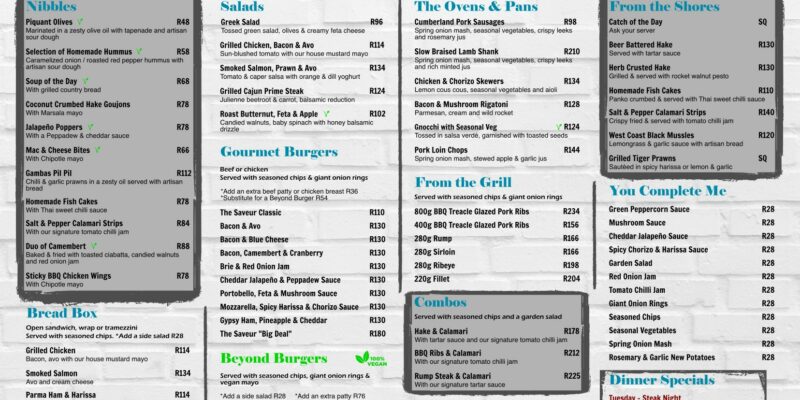 Nibbles
Piquant Olives R48
Marinated in a zesty olive oil with tapenade and artisan
sour dough
Selection of Homemade Hummus R58
Caramelized onion / roasted red pepper hummus with
artisan sour dough
Soup of the Day R68
With grilled country bread
Coconut Crumbed Hake Goujons R78
With Marsala mayo
Jalapeño Poppers R78
With a Peppadew & cheddar sauce
Mac & Cheese Bites R66
With Chipotle mayo
Gambas Pil Pil R112
Chilli & garlic prawns in a zesty oil served with artisan
bread
Homemade Fish Cakes R78
With Thai sweet chilli sauce
Salt & Pepper Calamari Strips R84
With our signature tomato chilli jam
Duo of Camembert R88
Baked & fried with toasted ciabatta, candied walnuts
and red onion jam
Sticky BBQ Chicken Wings R78
With Chipotle mayo
Bread Box
Open sandwich, wrap or tramezzini
Served with seasoned chips. *Add a side salad R28
Grilled Chicken R114
Bacon, avo with our house mustard mayo
Smoked Salmon R134
Avo and cream cheese
Parma Ham & Harissa R114
Salads
Greek Salad R96
Tossed green salad, olives & creamy feta cheese
Grilled Chicken, Bacon & Avo R114
Sun-blushed tomato with our house mustard mayo
Smoked Salmon, Prawn & Avo R134
Tomato & caper salsa with orange & dill yoghurt
Grilled Cajun Prime Steak R124
Julienne beetroot & carrot, balsamic reduction
Roast Butternut, Feta & Apple R102
Candied walnuts, baby spinach with honey balsamic
drizzle
Gourmet Burgers
Beef or chicken
Served with seasoned chips & giant onion rings
*Add an extra beef patty or chicken breast R36
*Substitute for a Beyond Burger R54
The Saveur Classic R110
Bacon & Avo R130
Bacon & Blue Cheese R130
Bacon, Camembert & Cranberry R130
Brie & Red Onion Jam R130
Cheddar Jalapeño & Peppadew Sauce R130
Portobello, Feta & Mushroom Sauce R130
Mozzarella, Spicy Harissa & Chorizo Sauce R130
Gypsy Ham, Pineapple & Cheddar R130
The Saveur "Big Deal" R180
Beyond Burgers 100%
VEGAN
Served with seasoned chips, giant onion rings &
vegan mayo
*Add a side salad R28 *Add an extra patty R76
The Ovens & Pans
Cumberland Pork Sausages R98
Spring onion mash, seasonal vegetables, crispy leeks
and rosemary jus
Slow Braised Lamb Shank R210
Spring onion mash, seasonal vegetables, crispy leeks
and rich minted jus
Chicken & Chorizo Skewers R134
Lemon cous cous, seasonal vegetables and aioli
Bacon & Mushroom Rigatoni R128
Parmesan, cream and wild rocket
Gnocchi with Seasonal Veg R124
Tossed in salsa verde, garnished with toasted seeds
Pork Loin Chops R144
Spring onion mash, stewed apple & garlic jus
From the Grill
Served with seasoned chips & giant onion rings
800g BBQ Treacle Glazed Pork Ribs R234
400g BBQ Treacle Glazed Pork Ribs R156
280g Rump R166
280g Sirloin R166
280g Ribeye R198
220g Fillet R204
Combos
Served with seasoned chips and a garden salad
Hake & Calamari R178
With tartar sauce and our signature tomato chilli jam
BBQ Ribs & Calamari R212
With our signature tomato chilli jam
Rump Steak & Calamari R225
With our signature tartar sauce
From the Shores
Catch of the Day SQ
Ask your server
Beer Battered Hake R130
Served with tartar sauce
Herb Crusted Hake R130
Grilled & served with rocket walnut pesto
Homemade Fish Cakes R110
Panko crumbed & served with Thai sweet chilli sauce
Salt & Pepper Calamari Strips R140
Crispy fried & served with tomato chilli jam
West Coast Black Mussles R120
Lemongrass & garlic sauce with artisan bread
Grilled Tiger Prawns SQ
Sautéed in spicy harissa or lemon & garlic
You Complete Me
Green Peppercorn Sauce R28
Mushroom Sauce R28
Cheddar Jalapeño Sauce R28
Spicy Chorizo & Harissa Sauce R28
Garden Salad R28
Red Onion Jam R28
Tomato Chilli Jam R28
Giant Onion Rings R28
Seasoned Chips R28
Seasonal Vegetables R28
Spring Onion Mash R28
Rosemary & Garlic New Potatoes R28
Dinner Specials
Tuesday - Steak Night